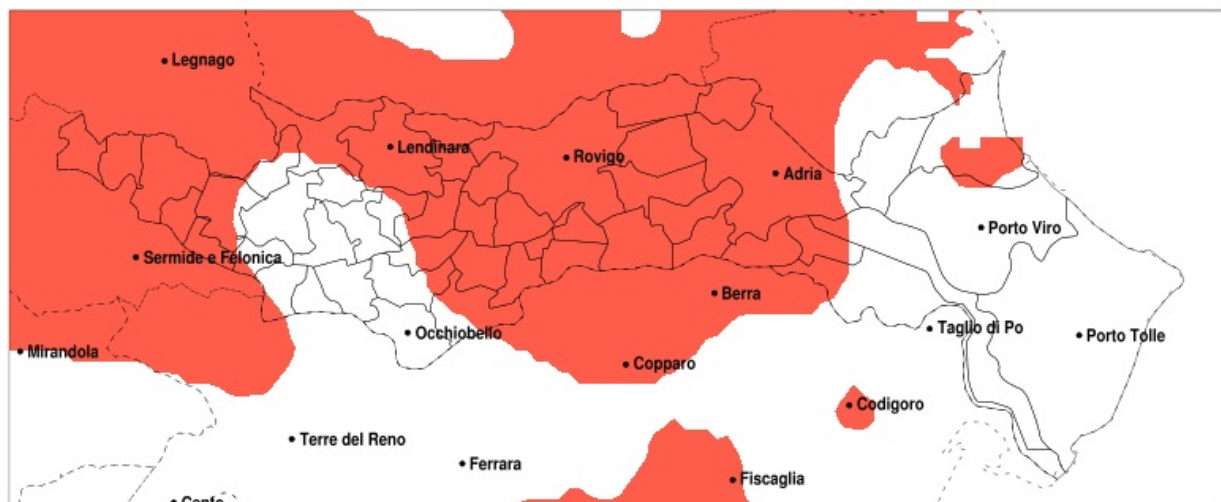 Legnago
Lendinara
Rovigo
Adria
Porto Viro
Sermide e Felonica
Berra
Taglio di Po
Occhiobello
Porto Tolle
Mirandola
Copparo
Codigoro
Terre del Reno
Ferrara
Fiscaglia